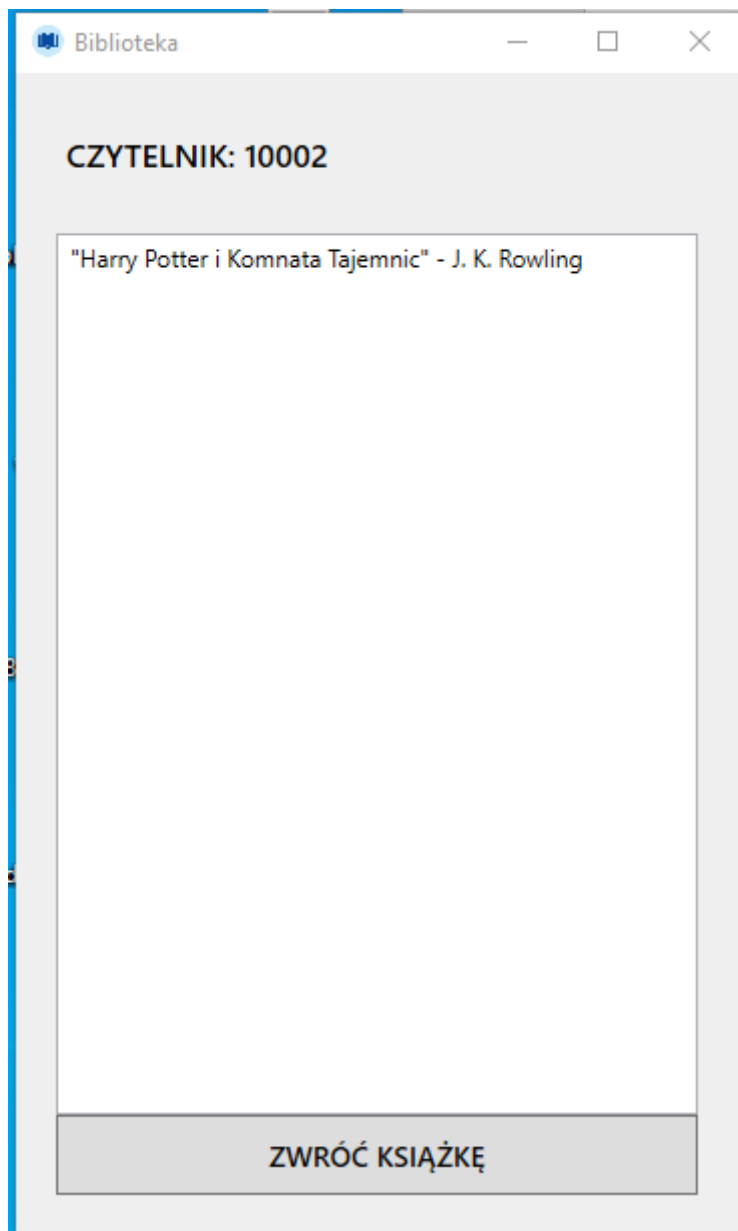 Biblioteka
CZYTELNIK: 10002
"Harry Potter i Komnata Tajemnic" - J. K. Rowling
ZWRÓĆ KSIĄŻKĘ